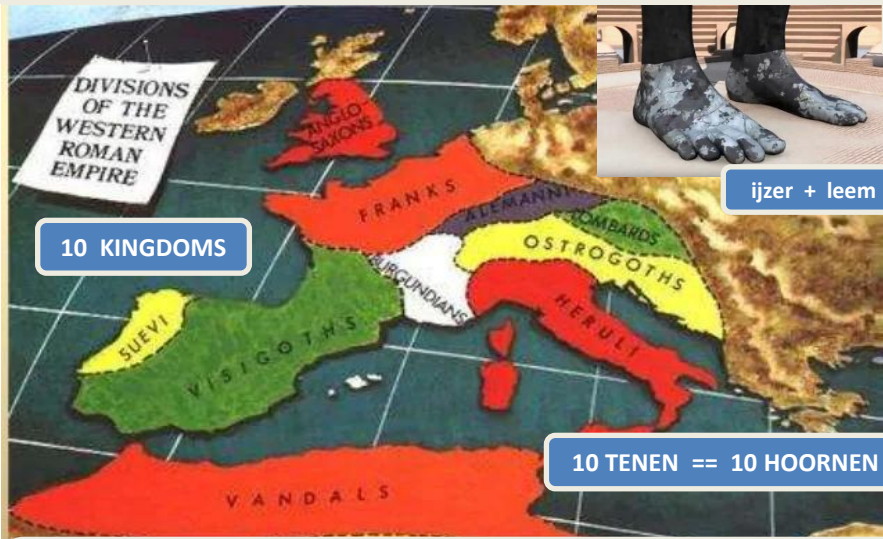 DIVISIONS
OF THE
WESTERN
ROMAN
EMPIRE
ijzer + leem
10 KINGDOMS
ANGLO
SAXONS
FRANKS
ALEMANNI
LOMBARDS
OSTROGOTHS
BURGUNDIANS
HERULI
SUEVI
VISIGOTHS
10 TENEN == 10 HOORNEN
VANDALS